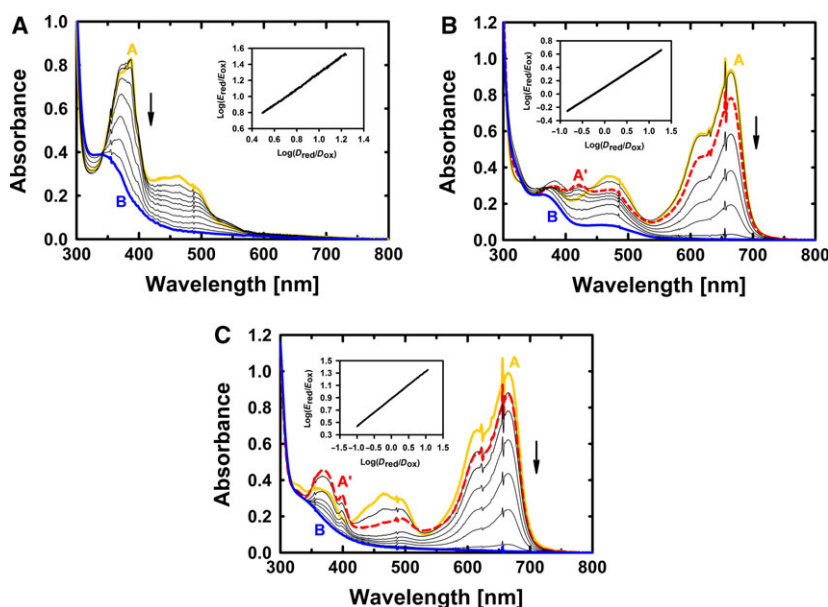 A
Absorbance
1.0
0.8
0.6
0.4
0.2
0.0
300 400 500 600 700 800
Wavelength [nm]
A
B
Log(Ered/Eox)
1.6
1.4
1.2
1.0
0.8
0.6
0.4 0.6 0.8 1.0 1.2 1.4
Log(Dred/Dox)
B
Absorbance
1.2
1.0
0.8
0.6
0.4
0.2
0.0
300 400 500 600 700 800
Wavelength [nm]
A
A'
B
Log(Ered/Eox)
0.8
0.6
0.4
0.2
0.0
-0.2
-0.4
-1.0 -0.5 0.0 0.5 1.0 1.5
Log(Dred/Dox)
C
Absorbance
1.2
1.0
0.8
0.6
0.4
0.2
0.0
300 400 500 600 700 800
Wavelength [nm]
A
A'
B
Log(Ered/Eox)
1.5
1.3
1.1
0.9
0.7
0.5
0.3
-1.5 -1.0 -0.5 0.0 0.5 1.0 1.5
Log(Dred/Dox)